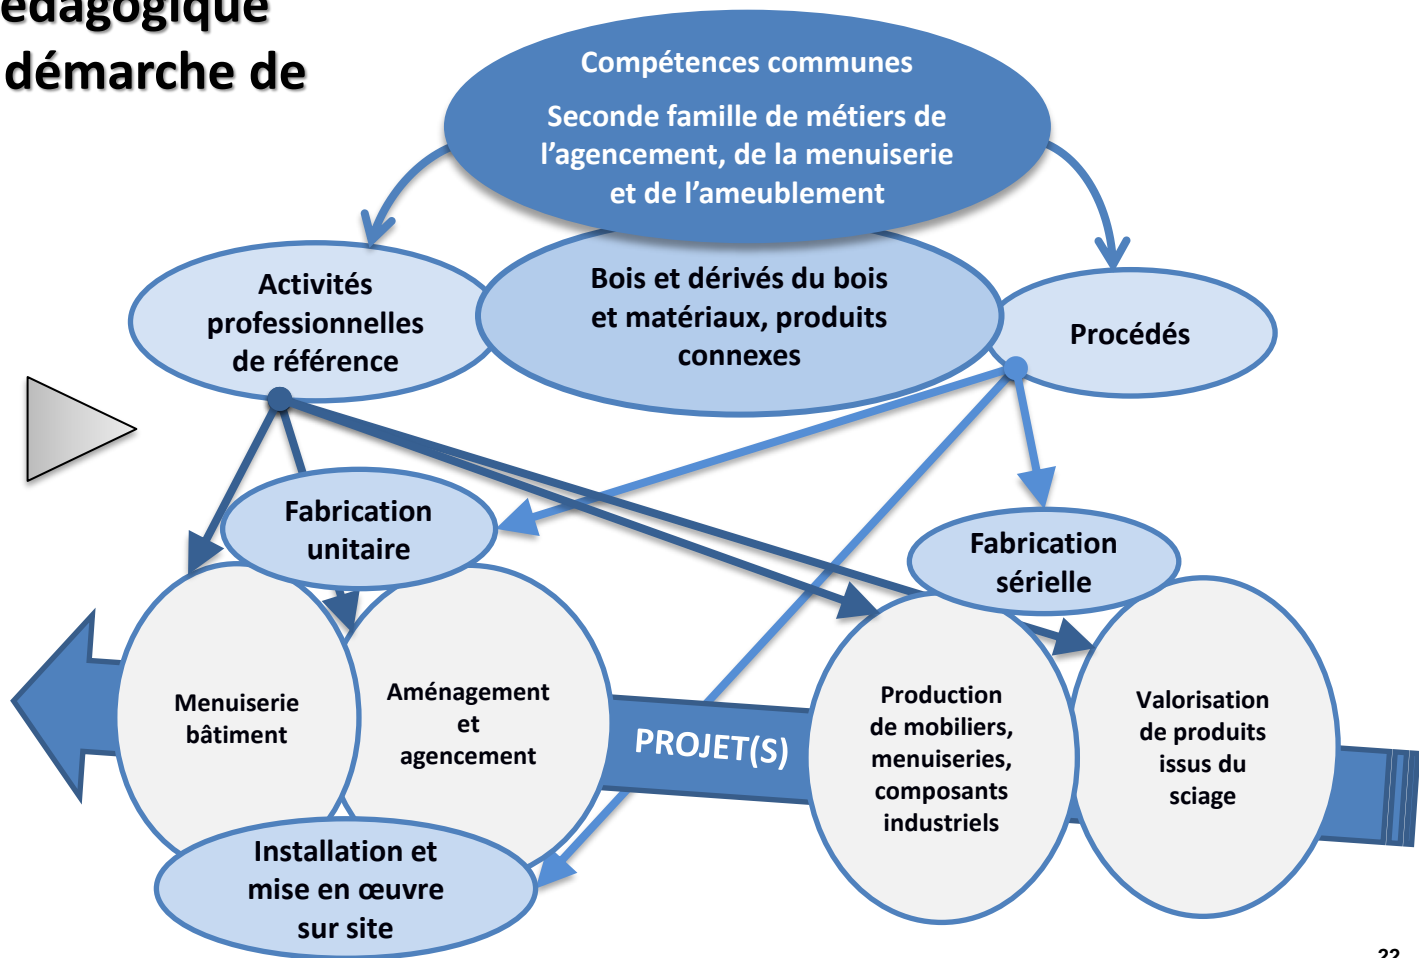 édagogique
démarche de
Compétences communes
Seconde famille de métiers de
l’agencement, de la menuiserie
et de l’ameublement
Activités
professionnelles
de référence
Bois et dérivés du bois
et matériaux, produits
connexes
Procédés
Fabrication
unitaire
Fabrication
sérielle
Menuiserie
bâtiment
Aménagement
et
agencement
PROJET(S)
Production
de mobiliers,
menuiseries,
composants
industriels
Valorisation
de produits
issus du
sciage
Installation et
mise en œuvre
sur site
22